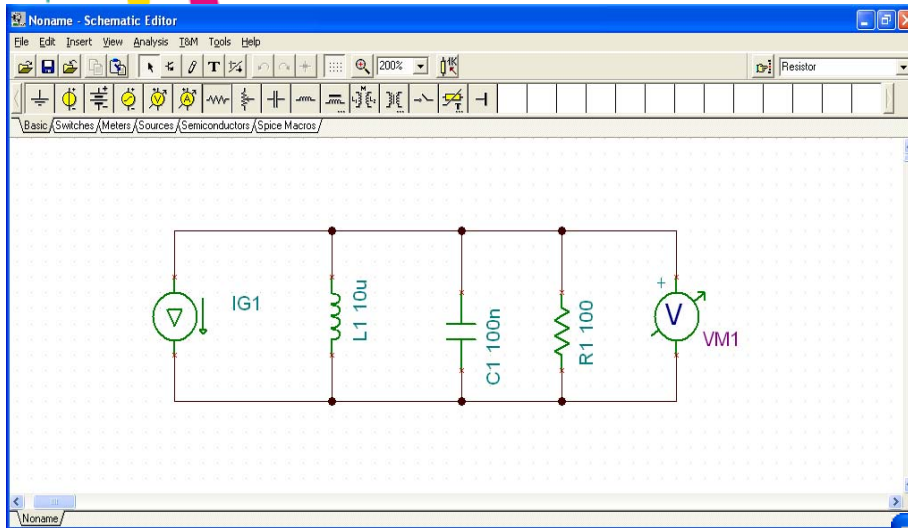 Noname - Schematic Editor
File Edit Insert View Analysis T&M Tools Help
T 200% Resistor
Basic Switches Meters Sources Semiconductors Spice Macros
IG1
L1 10u
C1 100n
R1 100
+
V
VM1
Noname